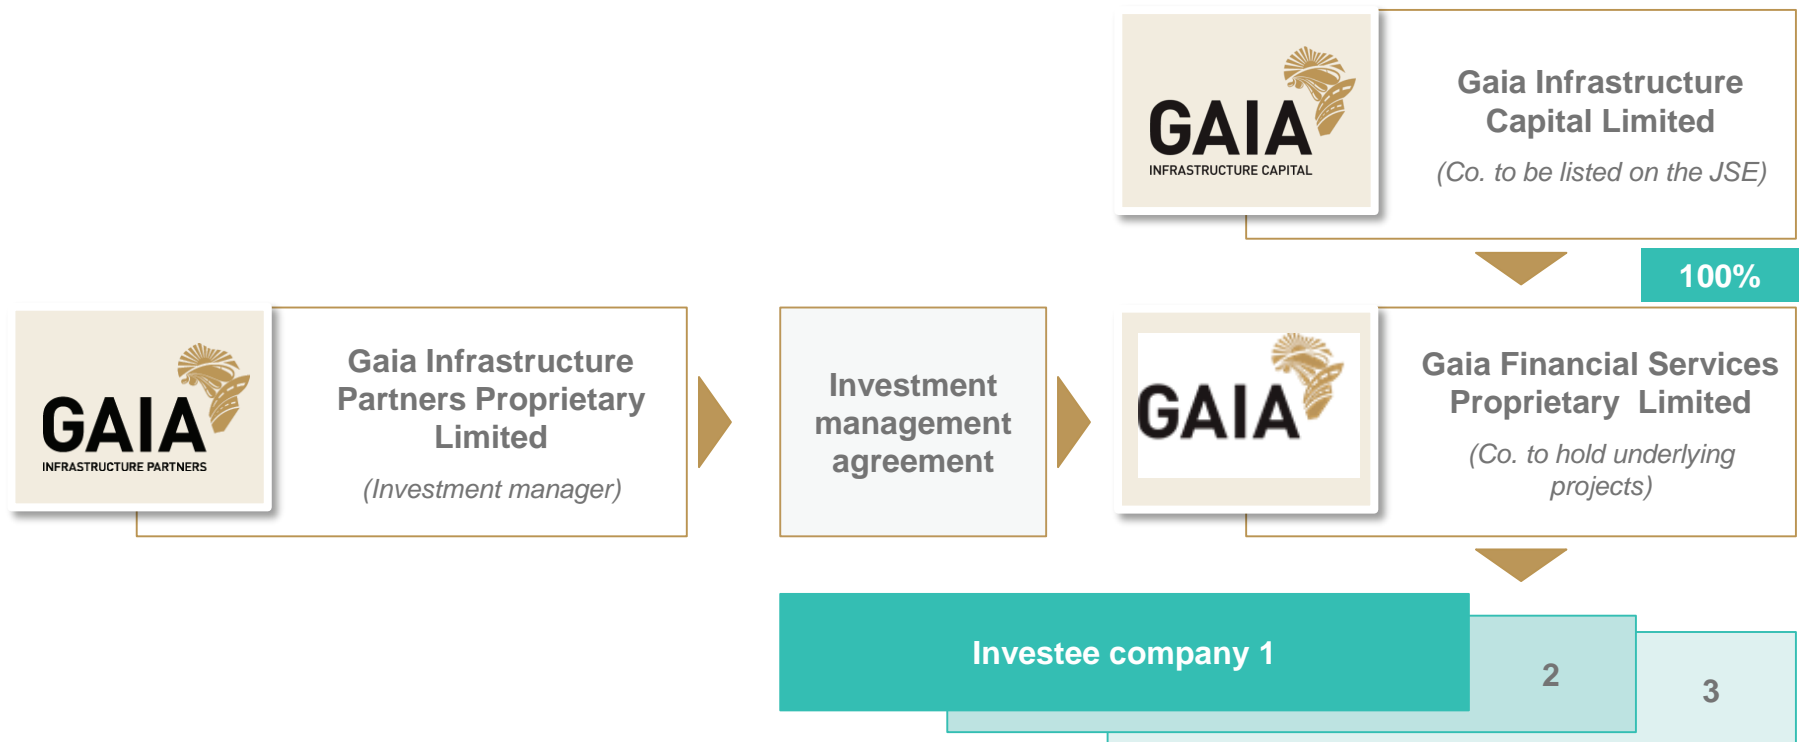 GAIA
INFRASTRUCTURE CAPITAL
Gaia Infrastructure
Capital Limited
(Co. to be listed on the JSE)
100%
GAIA
INFRASTRUCTURE PARTNERS
Gaia Infrastructure
Partners Proprietary
Limited
(Investment manager)
Investment
management
agreement
GAIA
Gaia Financial Services
Proprietary Limited
(Co. to hold underlying
projects)
Investee company 1
2
3